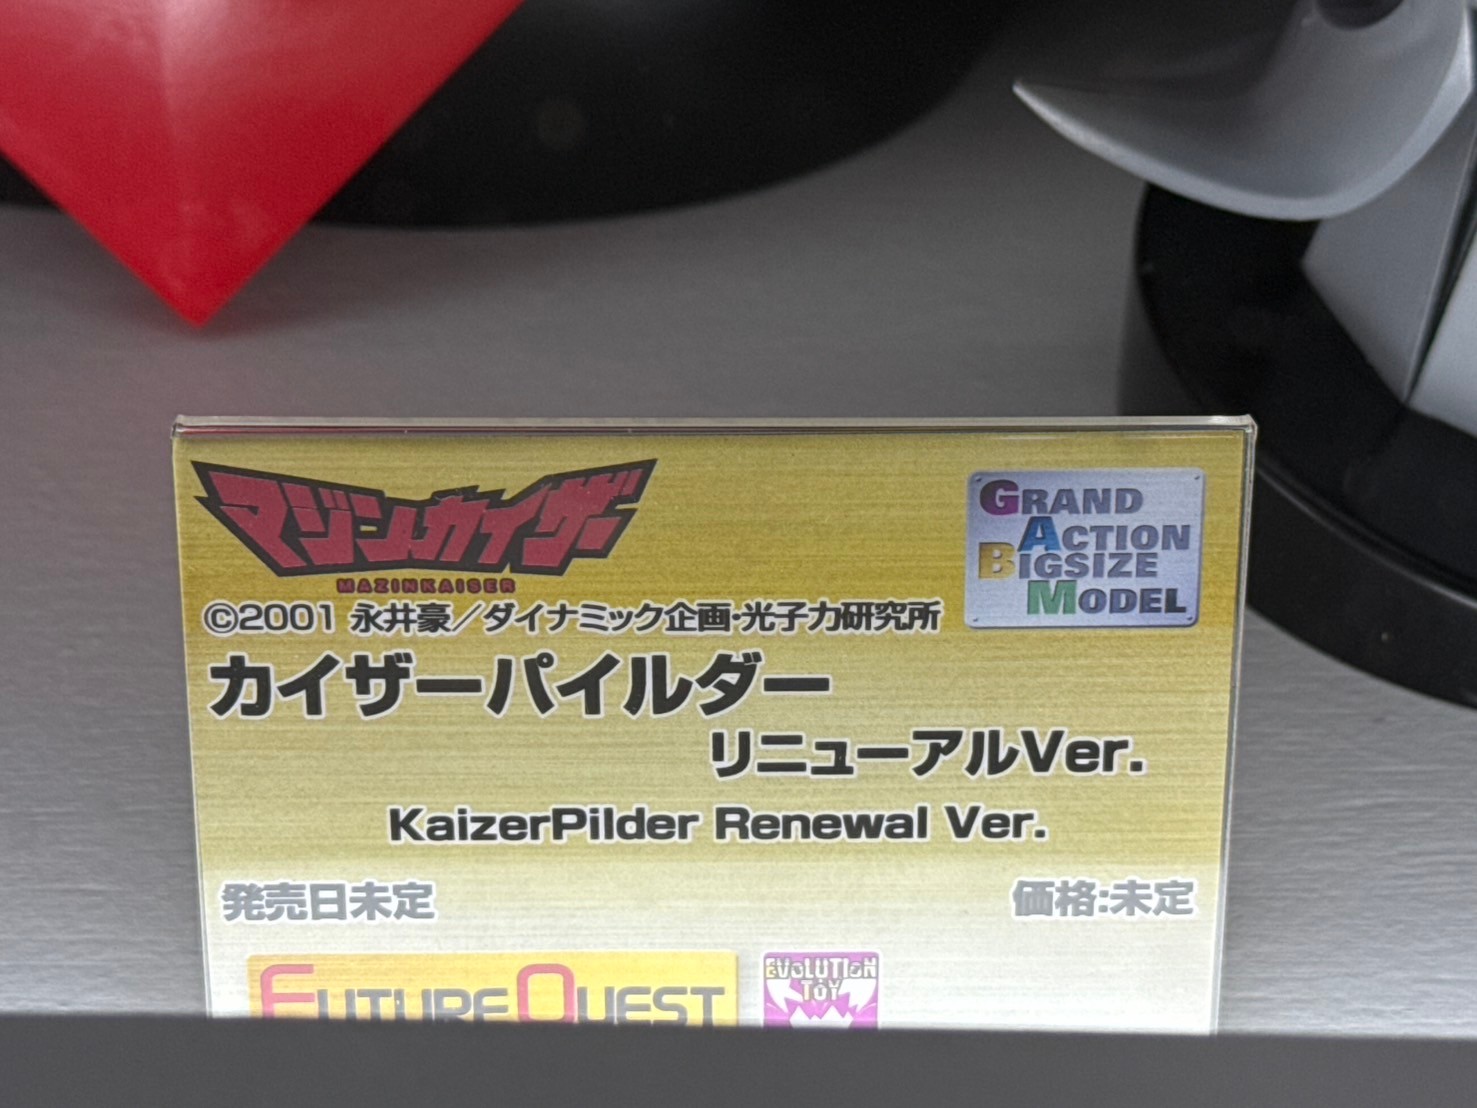 マジンカイザー
MAZINKAISER
GRAND
ACTION
BIGSIZE
MODEL
©2001 永井豪／ダイナミック企画・光子力研究所
カイザーパイルダー
リニューアルVer.
KaizerPilder Renewal Ver.
発売日未定
価格:未定
FUTURE QUEST
EVOLUTION
TOY